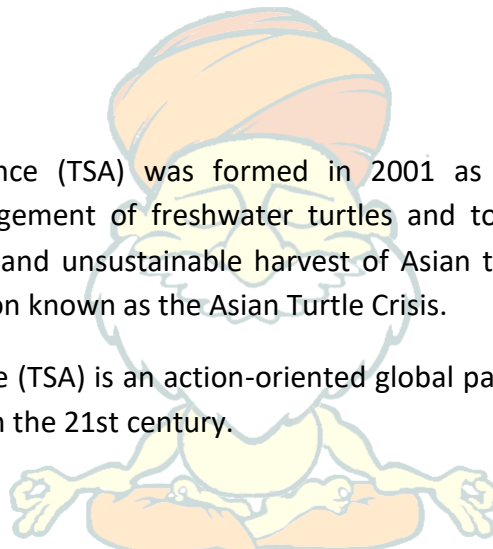 nce (TSA) was formed in 2001 as
gement of freshwater turtles and to
and unsustainable harvest of Asian t
on known as the Asian Turtle Crisis.
e (TSA) is an action-oriented global pa
n the 21st century.